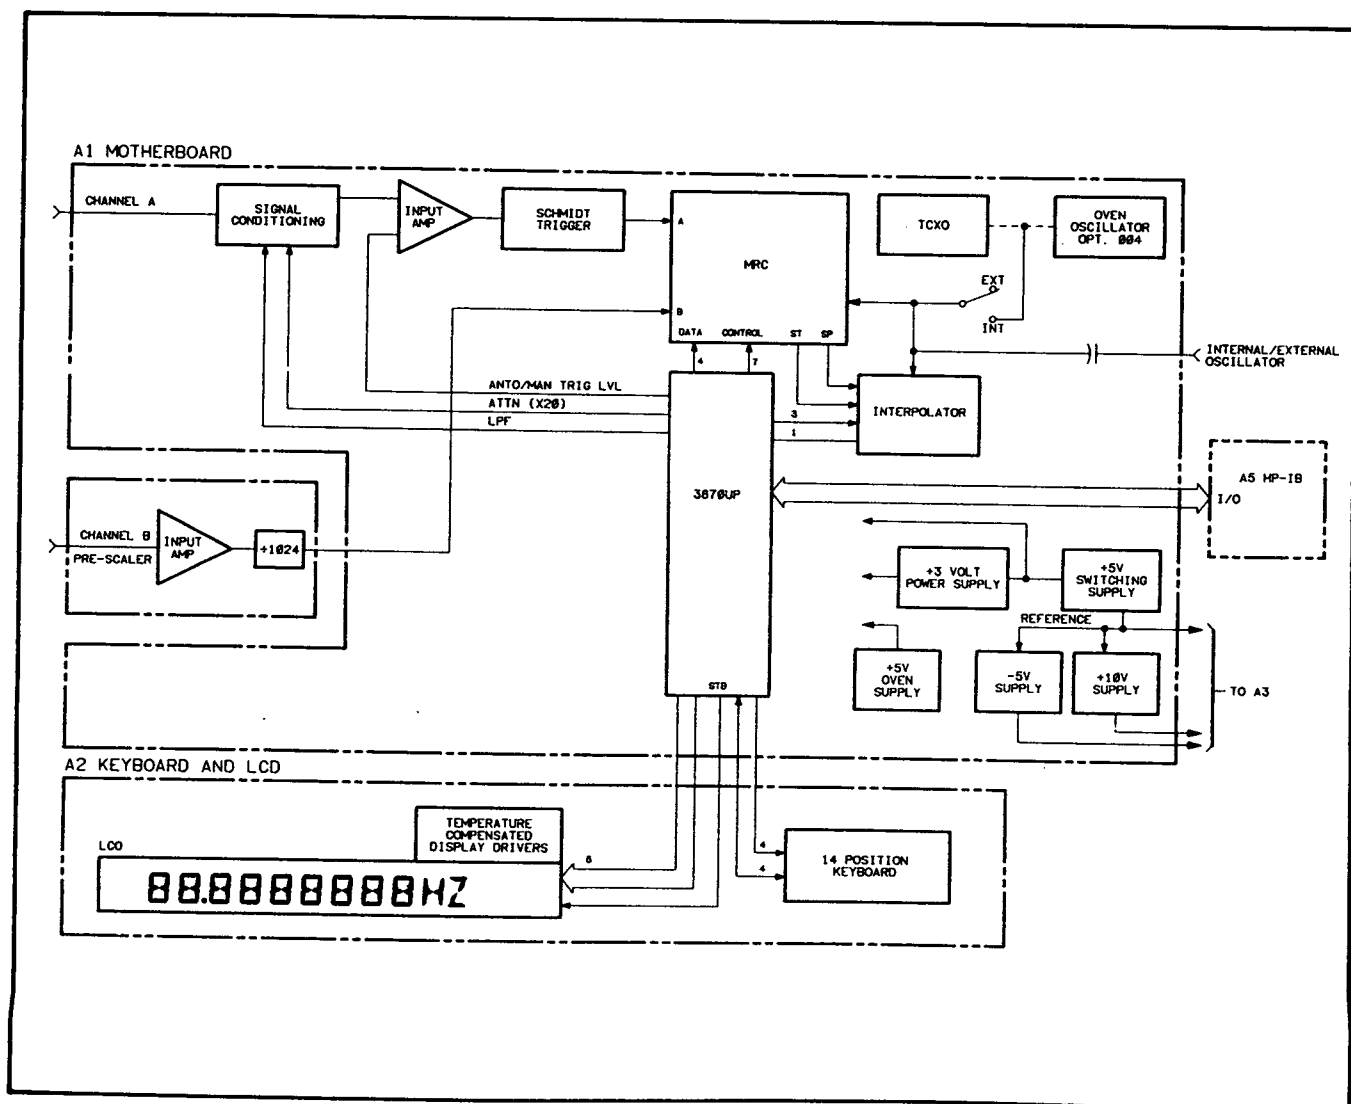 A1 MOTHERBOARD
CHANNEL A
SIGNAL
CONDITIONING
INPUT
AMP
SCHMIDT
TRIGGER
A
MRC
B
DATA
CONTROL
ST
SP
TCXO
OVEN
OSCILLATOR
OPT. 004
EXT
INT
INTERNAL/EXTERNAL
OSCILLATOR
4
7
ANTO/MAN TRIG LVL
ATTN (X20)
LPF
3
1
INTERPOLATOR
3870UP
STB
A5 HP-IB
I/O
CHANNEL B
PRE-SCALER
INPUT
AMP
÷1024
+3 VOLT
POWER SUPPLY
+5V
SWITCHING
SUPPLY
REFERENCE
+5V
OVEN
SUPPLY
-5V
SUPPLY
+10V
SUPPLY
TO A3
A2 KEYBOARD AND LCD
TEMPERATURE
COMPENSATED
DISPLAY DRIVERS
LCO
88.8888888HZ
4
4
14 POSITION
KEYBOARD